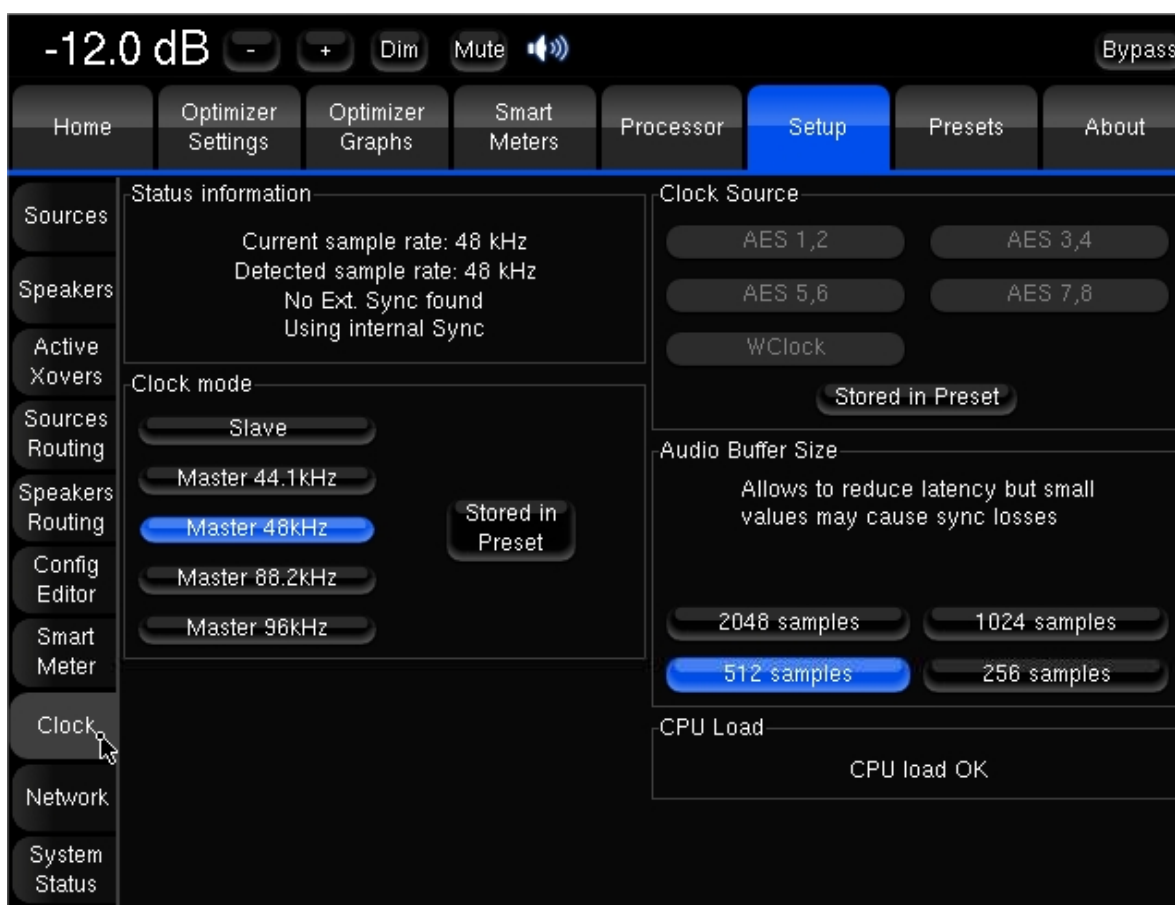 -12.0 dB - + Dim Mute Bypass
Home
Optimizer
Settings
Optimizer
Graphs
Smart
Meters
Processor
Setup
Presets
About
Sources
Speakers
Active
Xovers
Sources
Routing
Speakers
Routing
Config
Editor
Smart
Meter
Clock
Network
System
Status
Status information
Current sample rate: 48 kHz
Detected sample rate: 48 kHz
No Ext. Sync found
Using internal Sync
Clock mode
Slave
Master 44.1kHz
Master 48kHz
Master 88.2kHz
Master 96kHz
Stored in
Preset
Clock Source
AES 1,2
AES 3,4
AES 5,6
AES 7,8
WClock
Stored in Preset
Audio Buffer Size
Allows to reduce latency but small
values may cause sync losses
2048 samples
1024 samples
512 samples
256 samples
CPU Load
CPU load OK